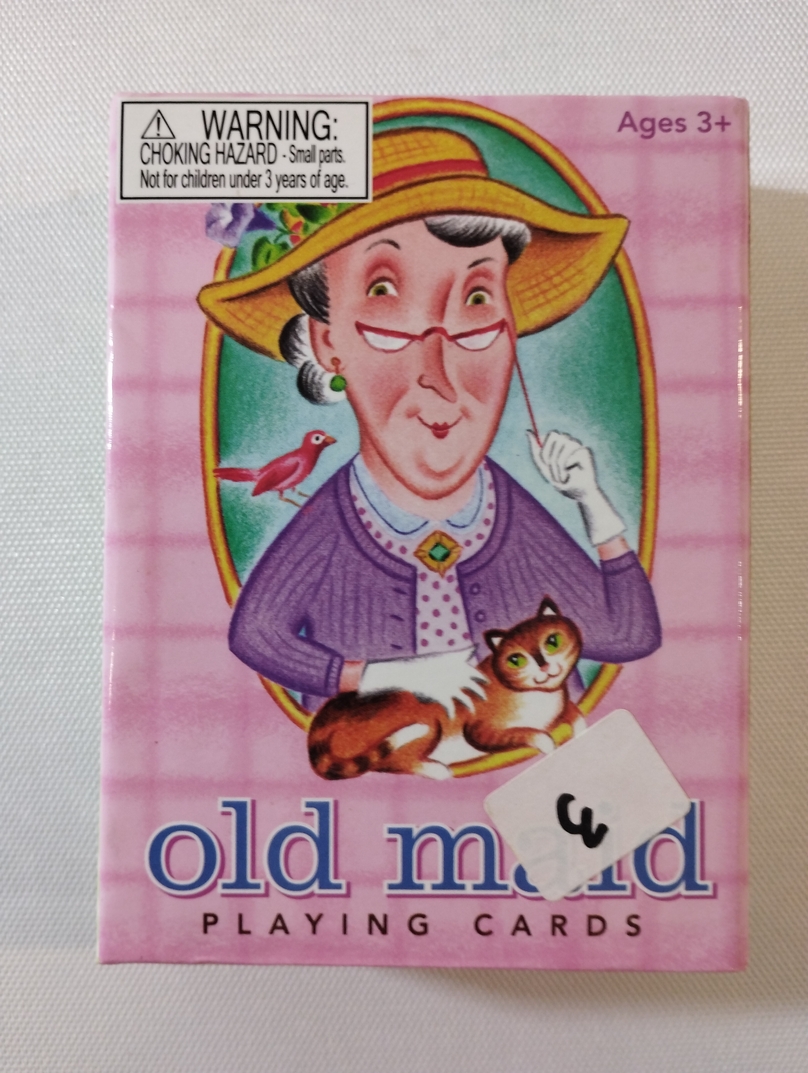 WARNING:
CHOKING HAZARD - Small parts.
Not for children under 3 years of age.
Ages 3+
old maid
PLAYING CARDS